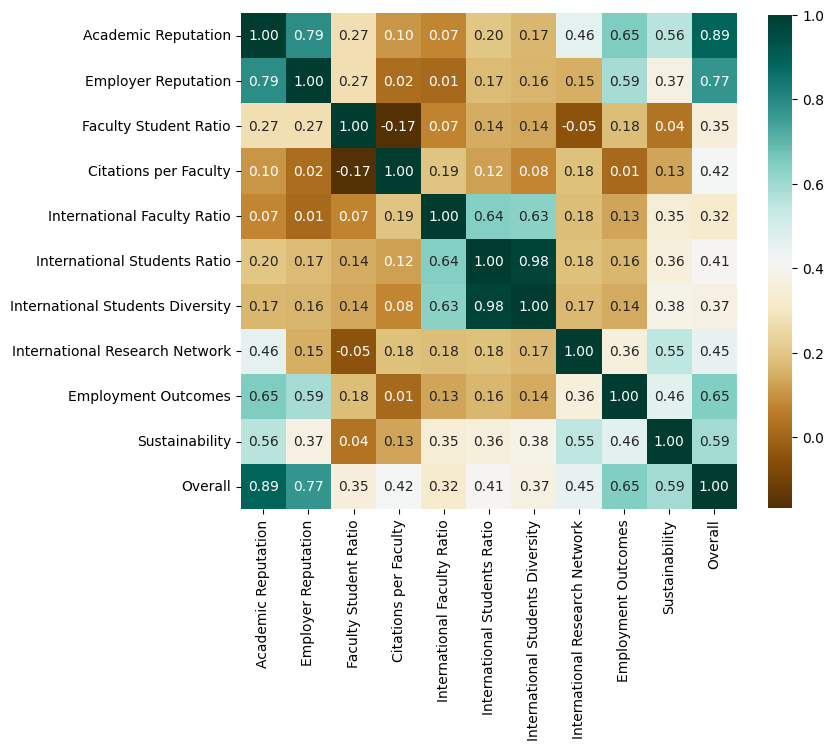 Academic Reputation 1.00 0.79 0.27 0.10 0.07 0.20 0.17 0.46 0.65 0.56 0.89
Employer Reputation 0.79 1.00 0.27 0.02 0.01 0.17 0.16 0.15 0.59 0.37 0.77
Faculty Student Ratio 0.27 0.27 1.00 -0.17 0.07 0.14 0.14 -0.05 0.18 0.04 0.35
Citations per Faculty 0.10 0.02 -0.17 1.00 0.19 0.12 0.08 0.18 0.01 0.13 0.42
International Faculty Ratio 0.07 0.01 0.07 0.19 1.00 0.64 0.63 0.18 0.13 0.35 0.32
International Students Ratio 0.20 0.17 0.14 0.12 0.64 1.00 0.98 0.18 0.16 0.36 0.41
International Students Diversity 0.17 0.16 0.14 0.08 0.63 0.98 1.00 0.17 0.14 0.38 0.37
International Research Network 0.46 0.15 -0.05 0.18 0.18 0.18 0.17 1.00 0.36 0.55 0.45
Employment Outcomes 0.65 0.59 0.18 0.01 0.13 0.16 0.14 0.36 1.00 0.46 0.65
Sustainability 0.56 0.37 0.04 0.13 0.35 0.36 0.38 0.55 0.46 1.00 0.59
Overall 0.89 0.77 0.35 0.42 0.32 0.41 0.37 0.45 0.65 0.59 1.00
Academic Reputation
Employer Reputation
Faculty Student Ratio
Citations per Faculty
International Faculty Ratio
International Students Ratio
International Students Diversity
International Research Network
Employment Outcomes
Sustainability
Overall
1.0
0.8
0.6
0.4
0.2
0.0